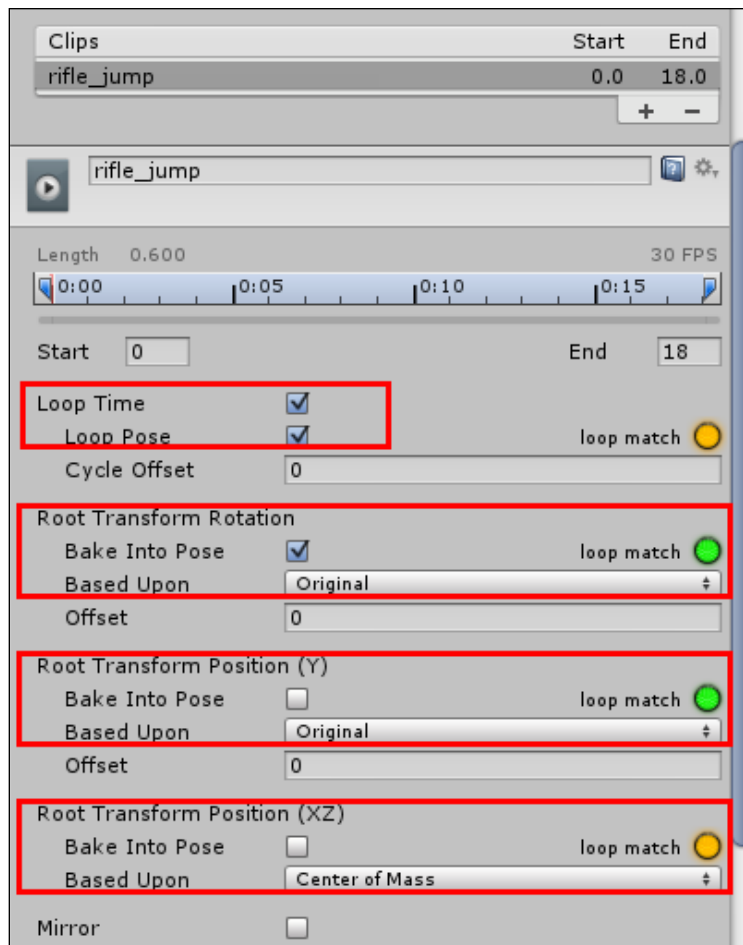 Clips Start End
rifle_jump 0.0 18.0
+ −
rifle_jump
Length 0.600 30 FPS
0:00 0:05 0:10 0:15
Start 0 End 18
Loop Time
Loop Pose loop match
Cycle Offset 0
Root Transform Rotation
Bake Into Pose loop match
Based Upon Original
Offset 0
Root Transform Position (Y)
Bake Into Pose loop match
Based Upon Original
Offset 0
Root Transform Position (XZ)
Bake Into Pose loop match
Based Upon Center of Mass
Mirror